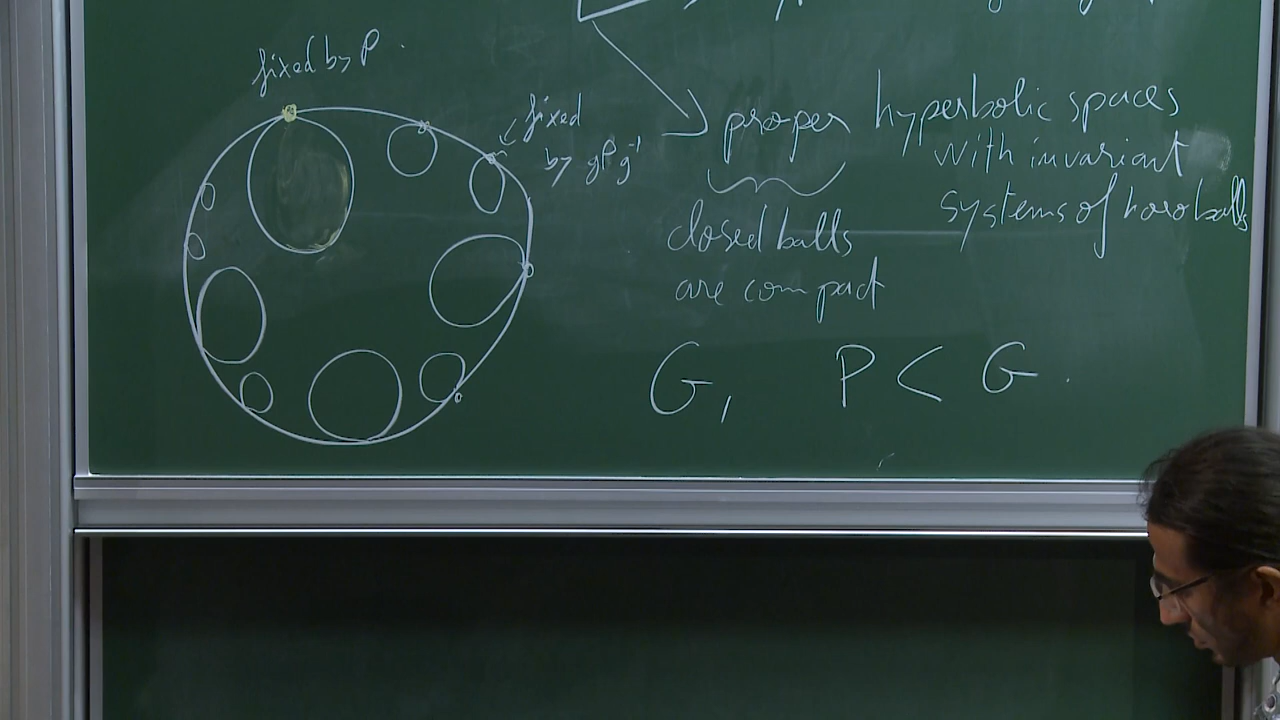 fixed by P.
fixed
by gPg⁻¹
proper hyperbolic spaces
with invariant
systems of horoballs
closed balls
are compact
G, P < G.